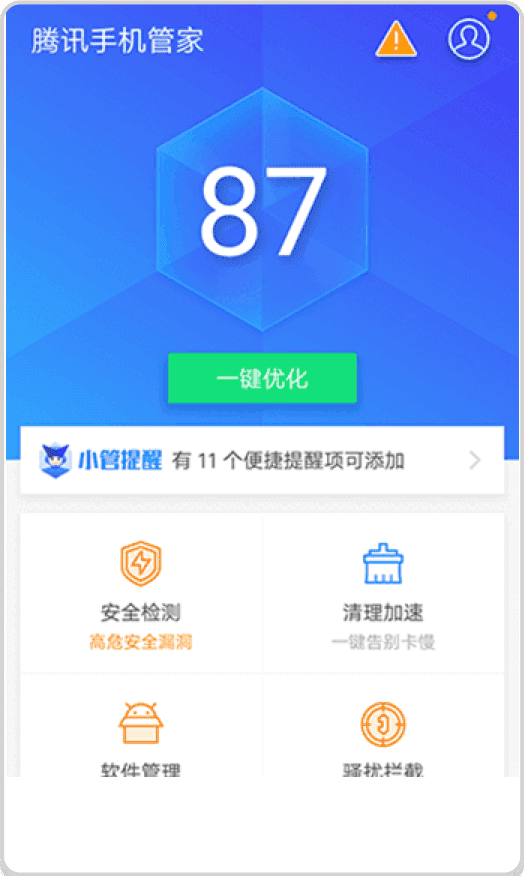 腾讯手机管家
87
一键优化
小管提醒 有 11 个便捷提醒项可添加
安全检测 清理加速
高危安全漏洞 一键告别卡慢
软件管理 骚扰拦截